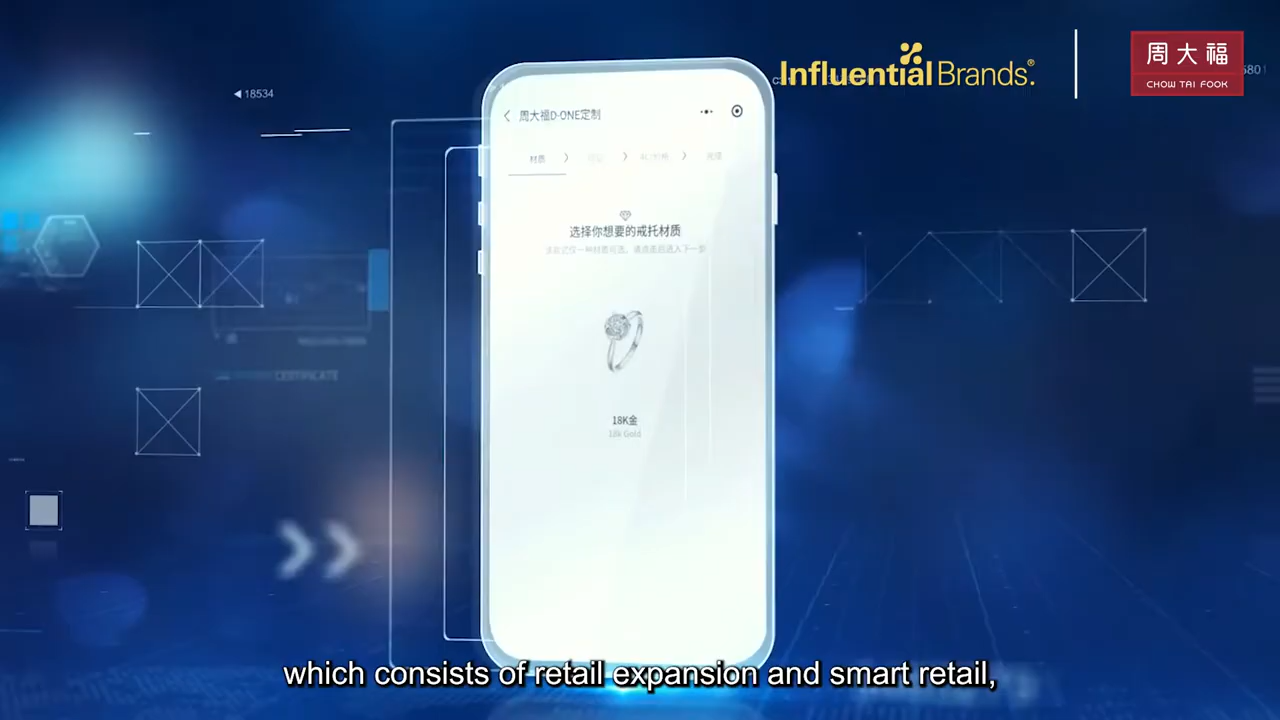 Influential Brands.®
周大福
CHOW TAI FOOK
18534
周大福D-ONE定制
材质
选择你想要的戒托材质
CERTIFICATE
18K金
18k Gold
which consists of retail expansion and smart retail,